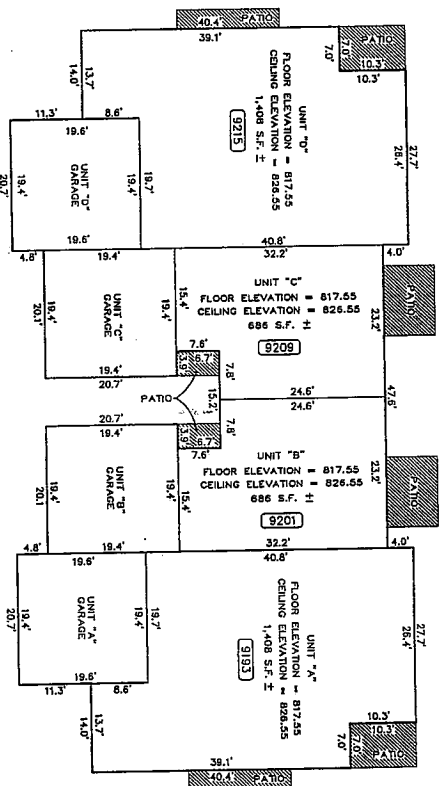 40.4'
PATIO
39.1'
7.0'
7.0'
PATIO
10.3'
10.3'
14.0'
13.7'
UNIT "D"
FLOOR ELEVATION = 817.55
CEILING ELEVATION = 826.55
1,408 S.F. ±
9215
27.7'
26.4'
11.3'
8.6'
19.6'
20.7'
19.4'
UNIT "D"
GARAGE
19.4'
19.7'
4.8'
19.6'
19.4'
40.8'
32.2'
4.0'
20.1'
19.4'
UNIT "C"
GARAGE
19.4'
15.4'
UNIT "C"
FLOOR ELEVATION = 817.55
CEILING ELEVATION = 826.55
686 S.F. ±
9209
23.2'
PATIO
19.4'
20.7'
7.6'
6.7'
3.9'
7.8'
PATIO
15.2'
24.6'
24.6'
47.6'
20.7'
19.4'
3.9'
6.7'
7.6'
7.8'
20.1
19.4'
UNIT "B"
GARAGE
19.4'
15.4'
UNIT "B"
FLOOR ELEVATION = 817.55
CEILING ELEVATION = 826.55
686 S.F. ±
9201
23.2'
PATIO
4.8'
19.4'
19.6'
32.2'
40.8'
4.0'
20.7'
19.4'
UNIT "A"
GARAGE
19.4'
19.7'
19.6'
11.3'
8.6'
UNIT "A"
FLOOR ELEVATION = 817.55
CEILING ELEVATION = 826.55
1,408 S.F. ±
9193
27.7'
26.4'
14.0'
13.7'
10.3'
10.3'
7.0'
7.0'
PATIO
39.1'
40.4'
PATIO